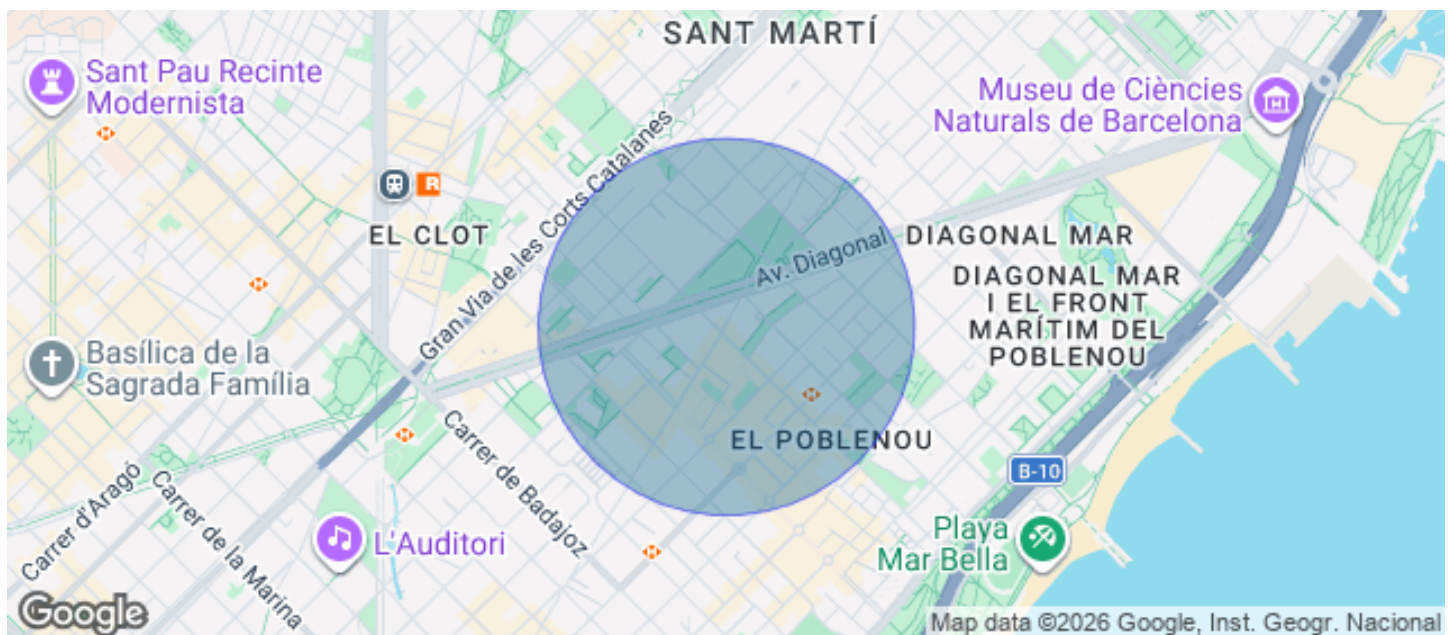 SANT MARTÍ
Sant Pau Recinte
Modernista
Museu de Ciències
Naturals de Barcelona
Gran Via de les Corts Catalanes
R
EL CLOT
Av. Diagonal
DIAGONAL MAR
DIAGONAL MAR
I EL FRONT
MARÍTIM DEL
POBLENOU
Basílica de la
Sagrada Família
EL POBLENOU
Carrer de Badajoz
B-10
Carrer d'Aragó
Carrer de la Marina
L'Auditori
Playa
Mar Bella
Google
Map data ©2026 Google, Inst. Geogr. Nacional